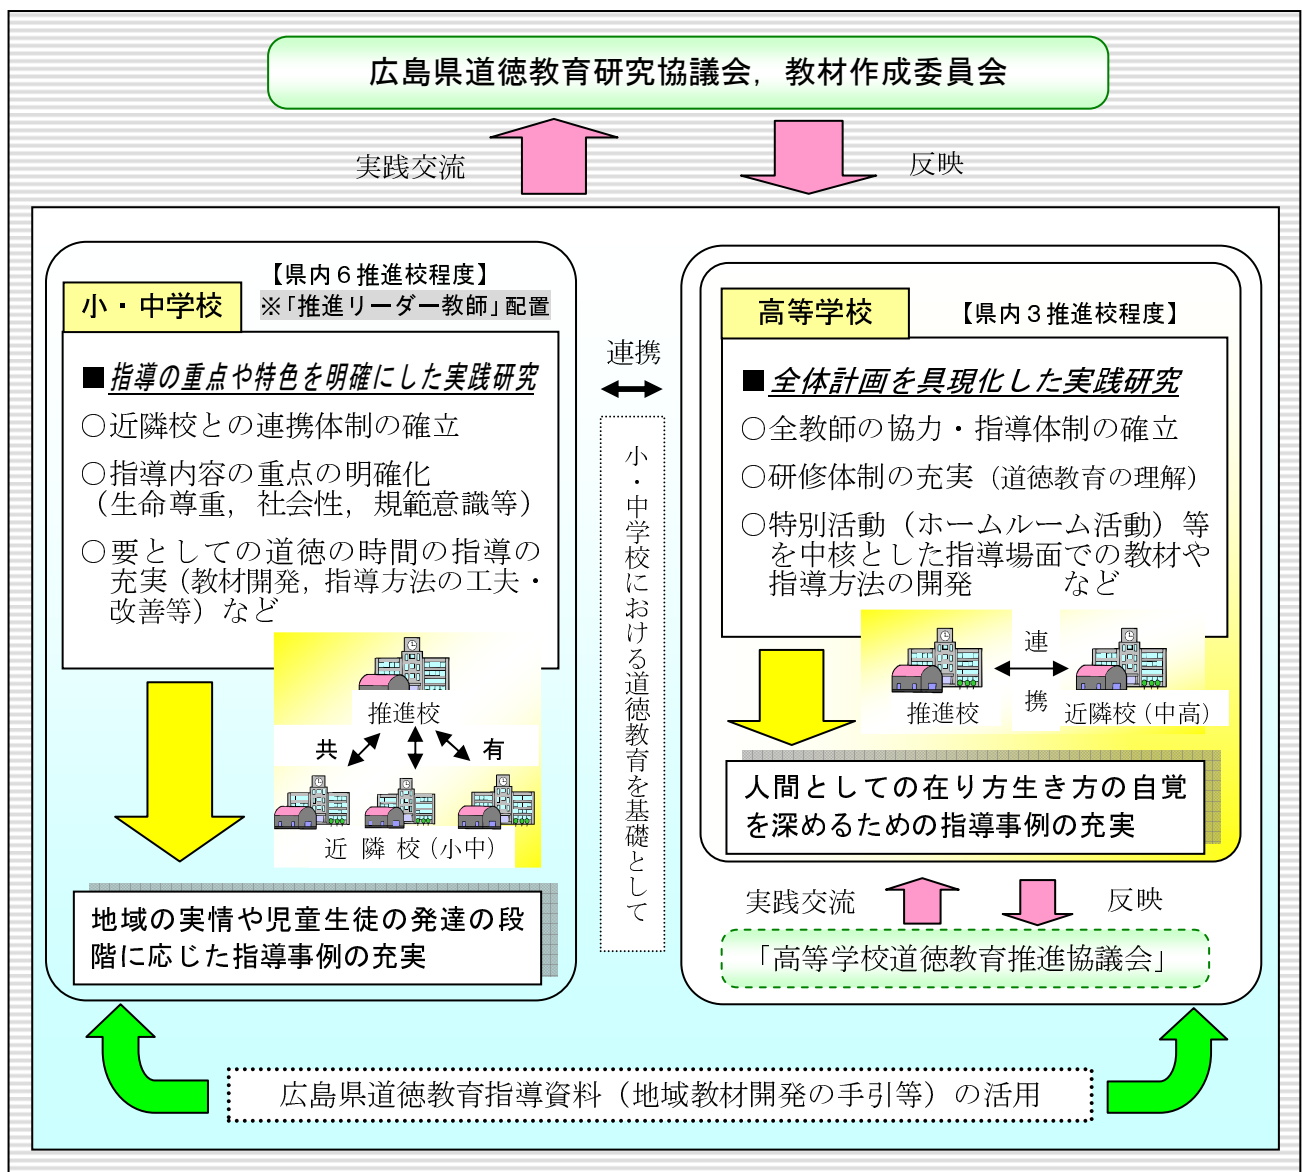 広島県道徳教育研究協議会，教材作成委員会
実践交流
反映
【県内６推進校程度】
小・中学校
※「推進リーダー教師」配置
■指導の重点や特色を明確にした実践研究
○近隣校との連携体制の確立
○指導内容の重点の明確化
（生命尊重，社会性，規範意識等）
○要としての道徳の時間の指導の
充実（教材開発，指導方法の工夫・
改善等）など
推進校
共
有
近 隣 校（小中）
地域の実情や児童生徒の発達の段
階に応じた指導事例の充実
連携
小・中学校における道徳教育を基礎として
高等学校
【県内３推進校程度】
■全体計画を具現化した実践研究
○全教師の協力・指導体制の確立
○研修体制の充実（道徳教育の理解）
○特別活動（ホームルーム活動）等
を中核とした指導場面での教材や
指導方法の開発　　　など
連
携
推進校
近隣校（中高）
人間としての在り方生き方の自覚
を深めるための指導事例の充実
実践交流
反映
「高等学校道徳教育推進協議会」
広島県道徳教育指導資料（地域教材開発の手引等）の活用